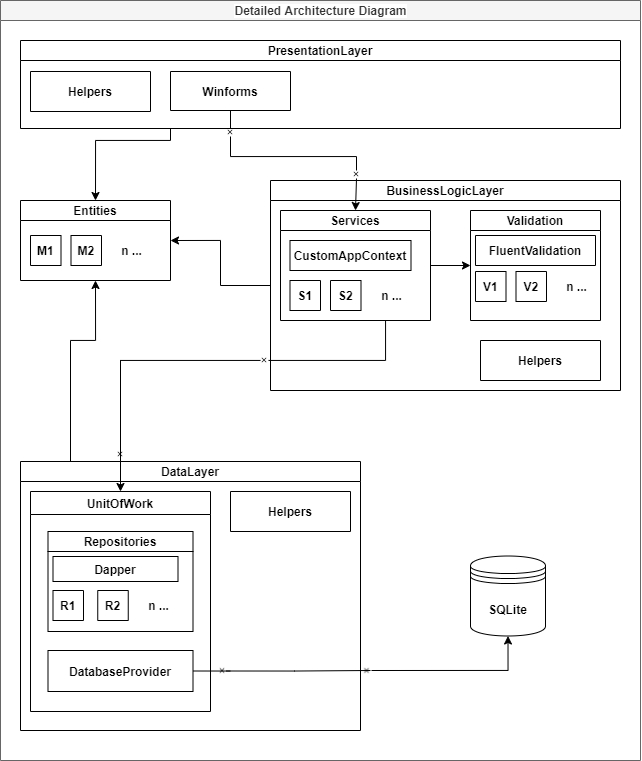 Detailed Architecture Diagram
PresentationLayer
Helpers
Winforms
BusinessLogicLayer
Entities
M1
M2
n ...
Services
CustomAppContext
S1
S2
n ...
Validation
FluentValidation
V1
V2
n ...
Helpers
DataLayer
UnitOfWork
Helpers
Repositories
Dapper
R1
R2
n ...
DatabaseProvider
SQLite